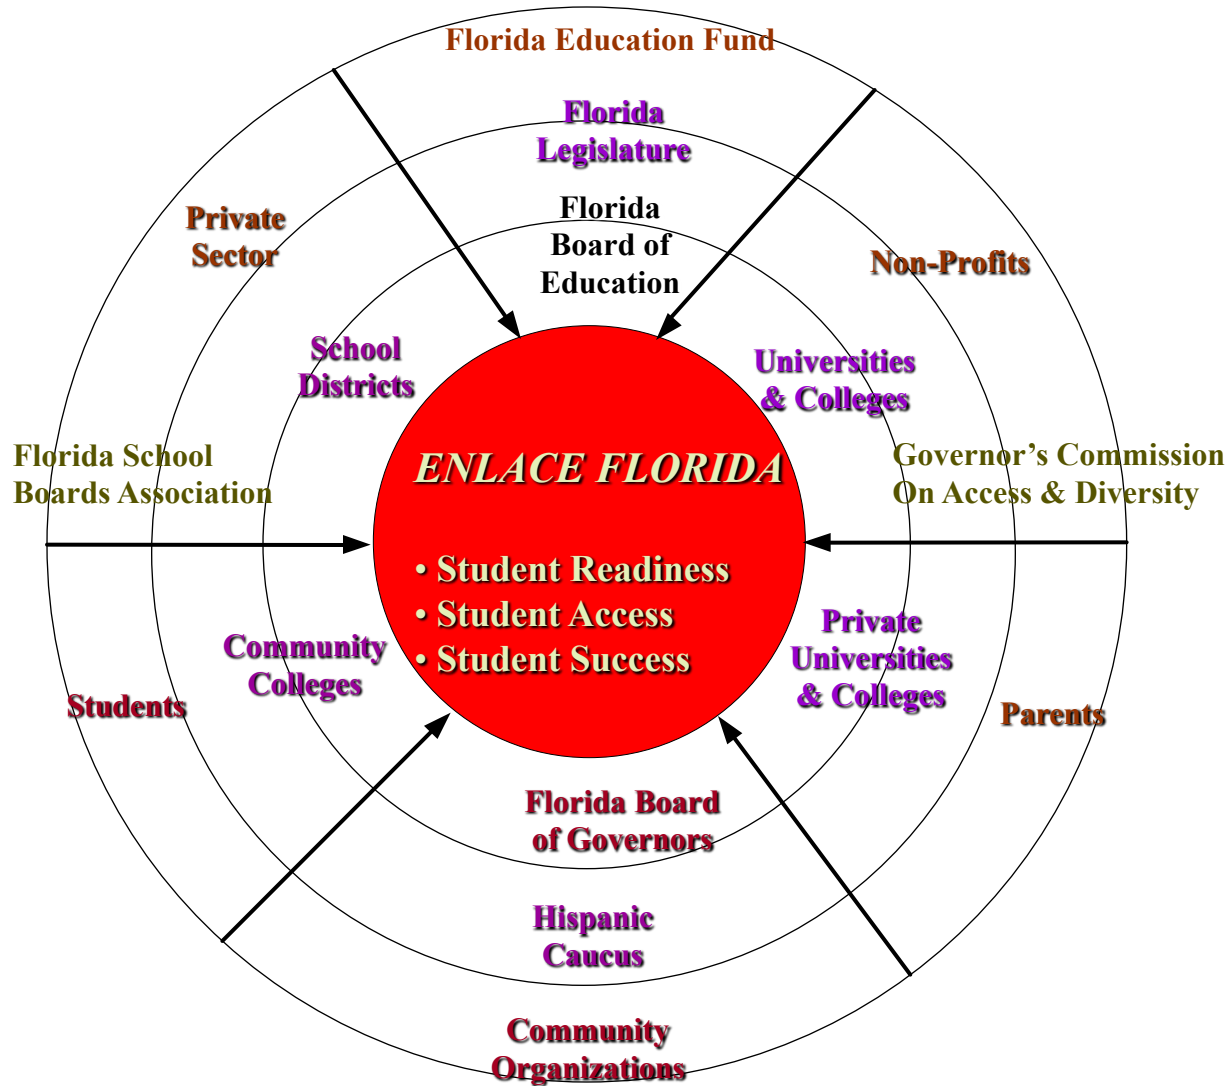 Florida Education Fund
Florida
Legislature
Florida
Board of
Education
Private
Sector
Non-Profits
School
Districts
Universities
& Colleges
Florida School
Boards Association
Governor’s Commission
On Access & Diversity
ENLACE FLORIDA
• Student Readiness
• Student Access
• Student Success
Community
Colleges
Private
Universities
& Colleges
Students
Parents
Florida Board
of Governors
Hispanic
Caucus
Community
Organizations